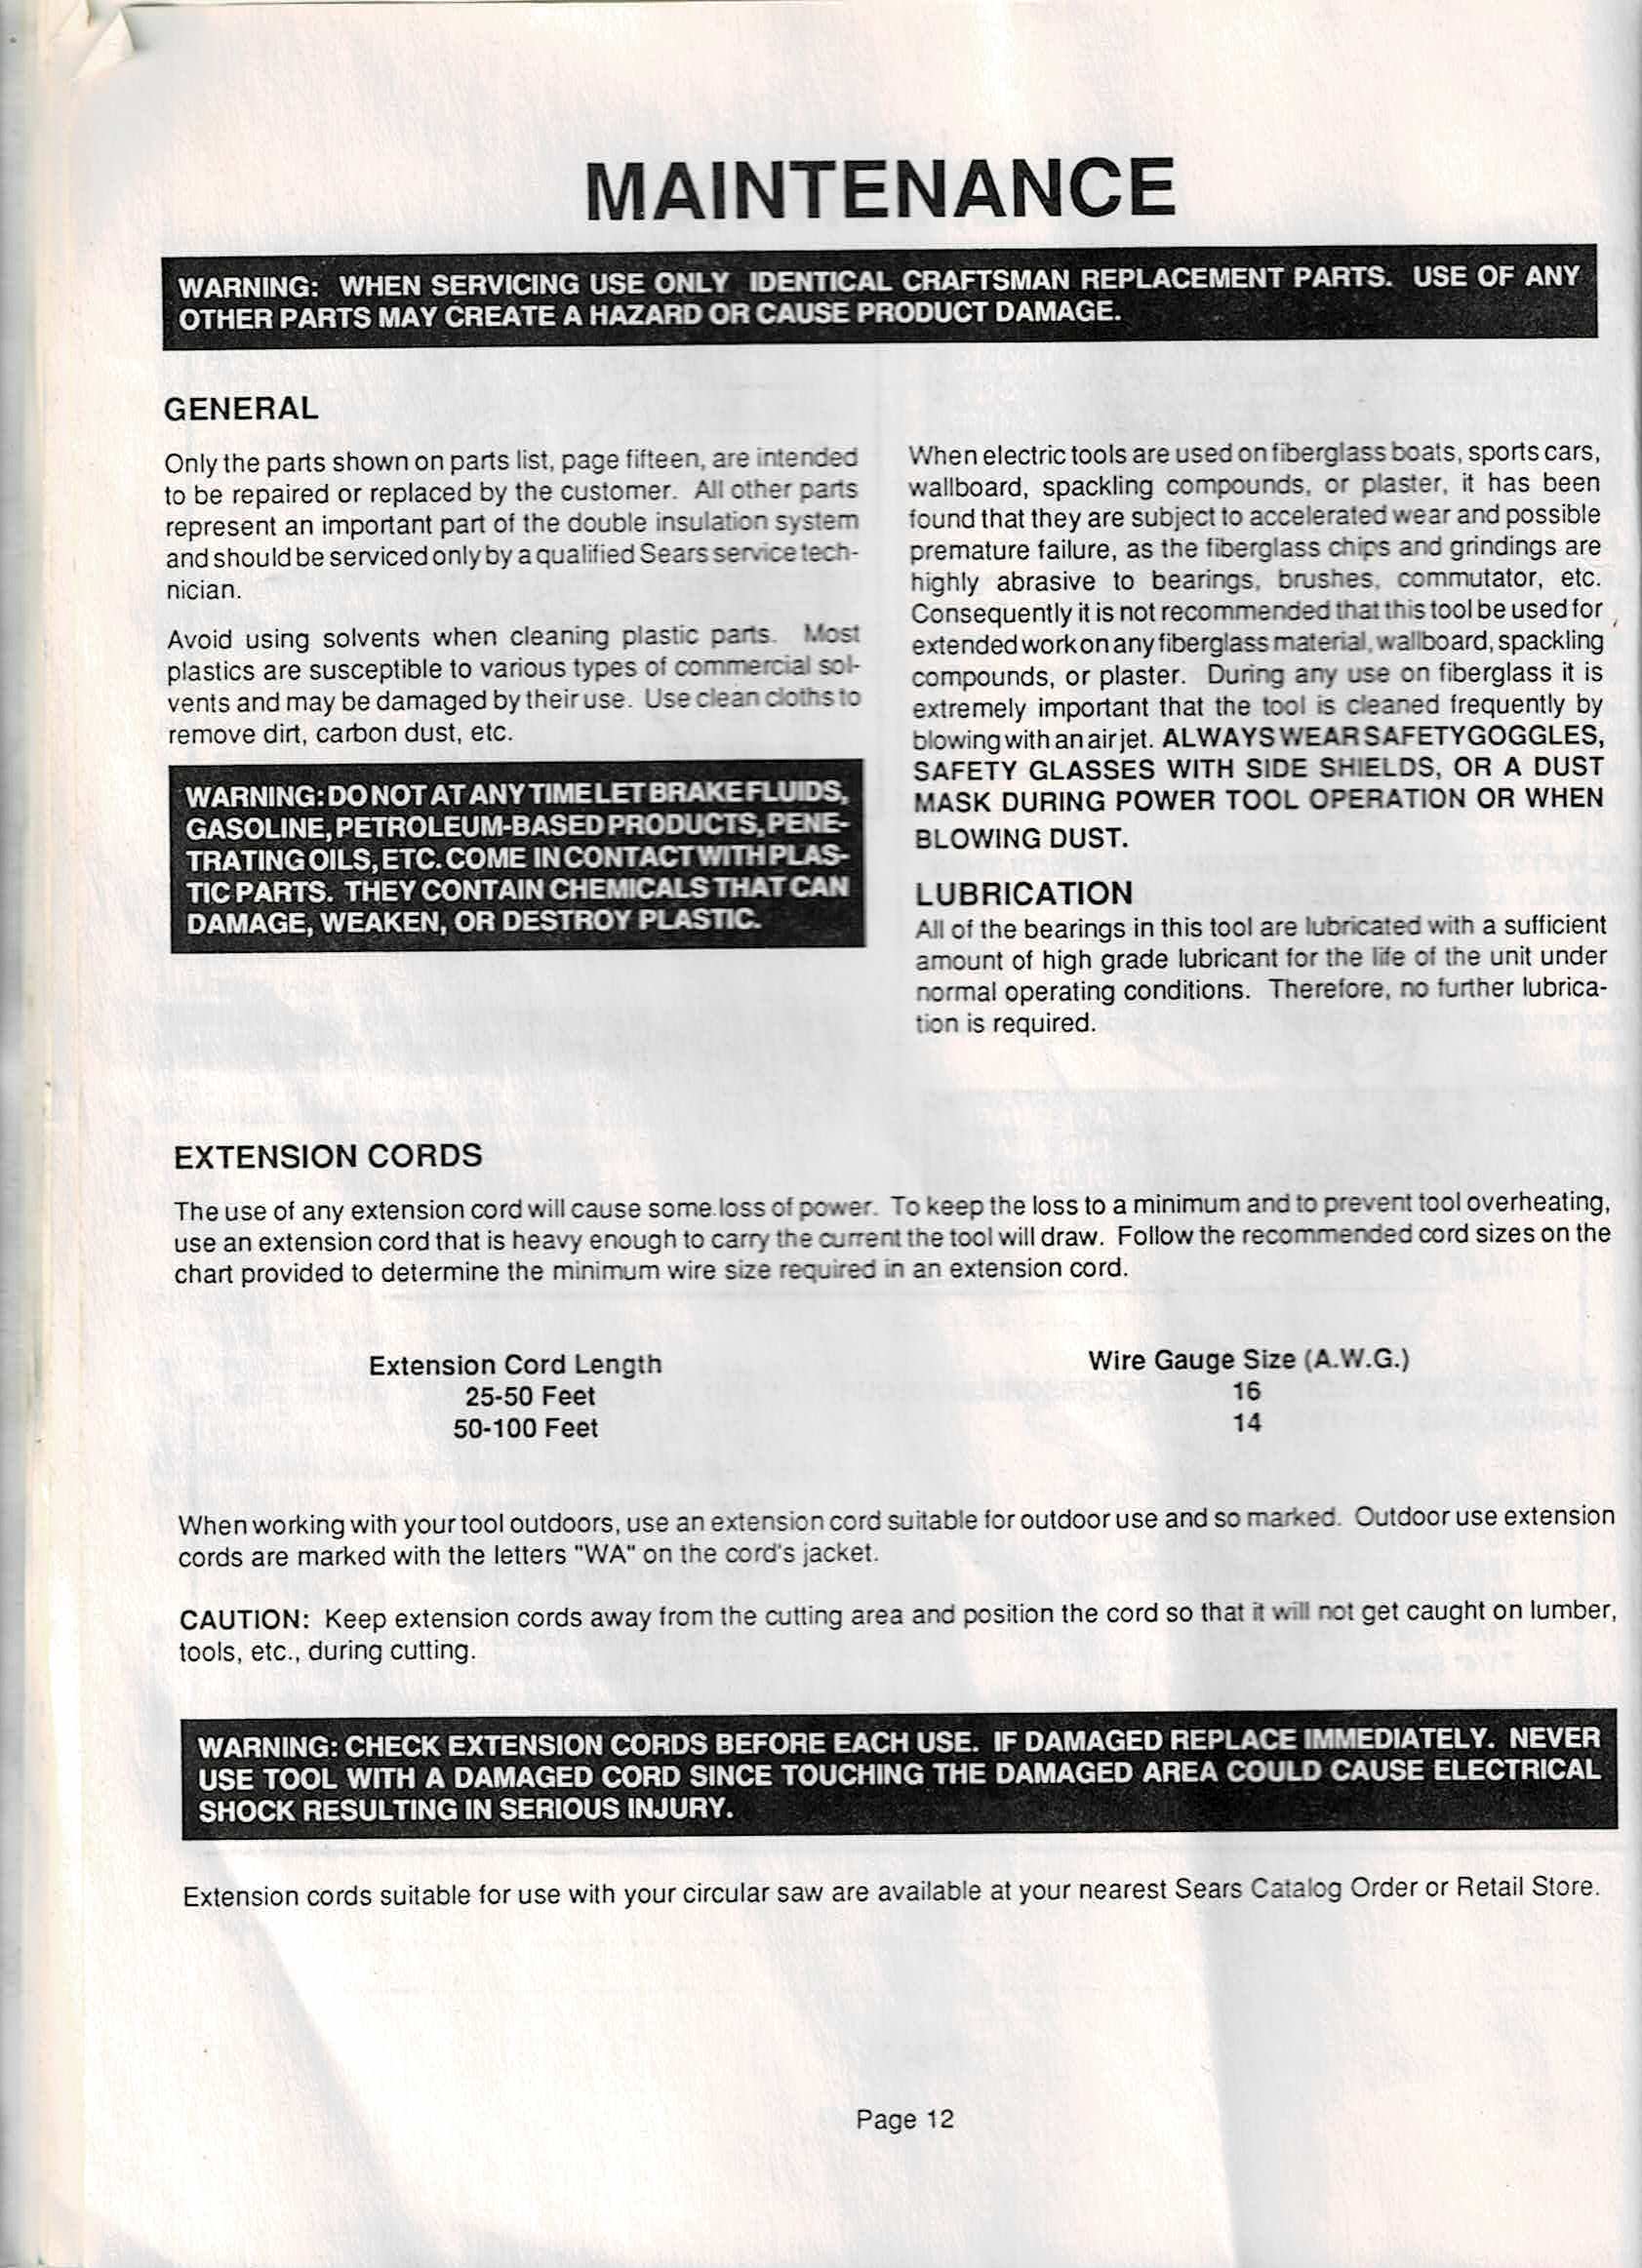 MAINTENANCE
WARNING: WHEN SERVICING USE ONLY IDENTICAL CRAFTSMAN REPLACEMENT PARTS. USE OF ANY
OTHER PARTS MAY CREATE A HAZARD OR CAUSE PRODUCT DAMAGE.
GENERAL
Only the parts shown on parts list, page fifteen, are intended
to be repaired or replaced by the customer. All other parts
represent an important part of the double insulation system
and should be serviced only by a qualified Sears service tech-
nician.
Avoid using solvents when cleaning plastic parts. Most
plastics are susceptible to various types of commercial sol-
vents and may be damaged by their use. Use clean cloths to
remove dirt, carbon dust, etc.
WARNING: DO NOT AT ANY TIME LET BRAKE FLUIDS,
GASOLINE, PETROLEUM-BASED PRODUCTS, PENE-
TRATING OILS, ETC. COME IN CONTACT WITH PLAS-
TIC PARTS. THEY CONTAIN CHEMICALS THAT CAN
DAMAGE, WEAKEN, OR DESTROY PLASTIC.
When electric tools are used on fiberglass boats, sports cars,
wallboard, spackling compounds, or plaster, it has been
found that they are subject to accelerated wear and possible
premature failure, as the fiberglass chips and grindings are
highly abrasive to bearings, brushes, commutator, etc.
Consequently it is not recommended that this tool be used for
extended work on any fiberglass material, wallboard, spackling
compounds, or plaster. During any use on fiberglass it is
extremely important that the tool is cleaned frequently by
blowing with an air jet. ALWAYS WEAR SAFETY GOGGLES,
SAFETY GLASSES WITH SIDE SHIELDS, OR A DUST
MASK DURING POWER TOOL OPERATION OR WHEN
BLOWING DUST.
LUBRICATION
All of the bearings in this tool are lubricated with a sufficient
amount of high grade lubricant for the life of the unit under
normal operating conditions. Therefore, no further lubrica-
tion is required.
EXTENSION CORDS
The use of any extension cord will cause some loss of power. To keep the loss to a minimum and to prevent tool overheating,
use an extension cord that is heavy enough to carry the current the tool will draw. Follow the recommended cord sizes on the
chart provided to determine the minimum wire size required in an extension cord.
Extension Cord Length Wire Gauge Size (A.W.G.)
25-50 Feet 16
50-100 Feet 14
When working with your tool outdoors, use an extension cord suitable for outdoor use and so marked. Outdoor use extension
cords are marked with the letters "WA" on the cord's jacket.
CAUTION: Keep extension cords away from the cutting area and position the cord so that it will not get caught on lumber,
tools, etc., during cutting.
WARNING: CHECK EXTENSION CORDS BEFORE EACH USE. IF DAMAGED REPLACE IMMEDIATELY. NEVER
USE TOOL WITH A DAMAGED CORD SINCE TOUCHING THE DAMAGED AREA COULD CAUSE ELECTRICAL
SHOCK RESULTING IN SERIOUS INJURY.
Extension cords suitable for use with your circular saw are available at your nearest Sears Catalog Order or Retail Store.
Page 12